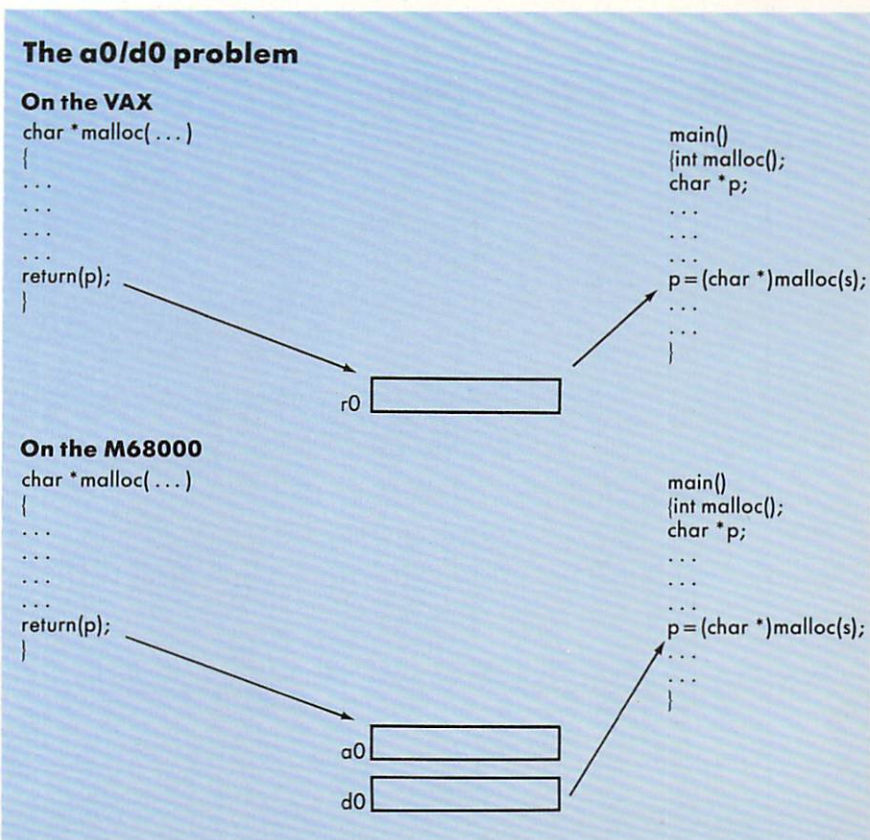 The a0/d0 problem
On the VAX
char *malloc(...)
{
...
...
...
...
return(p);
}
main()
{int malloc();
char *p;
...
...
...
p=(char *)malloc(s);
...
...
}
r0
On the M68000
char *malloc(...)
{
...
...
...
...
return(p);
}
main()
{int malloc();
char *p;
...
...
...
p=(char *)malloc(s);
...
...
}
a0
d0